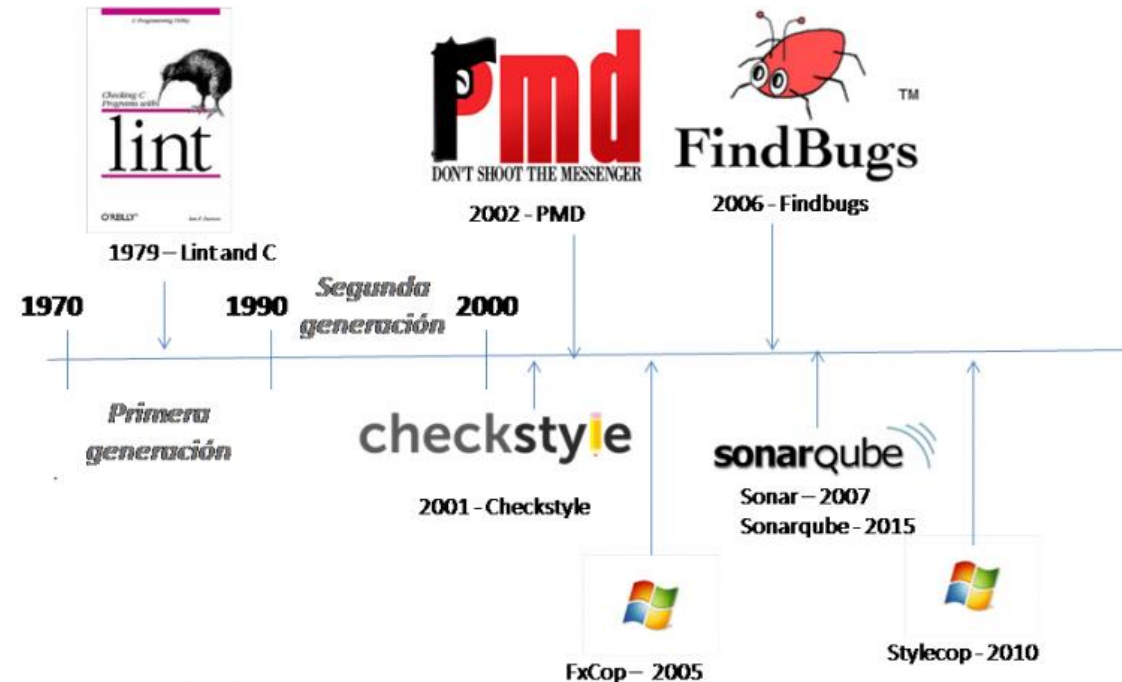 C Programming Utility
Checking C
Programs with
lint
O'REILLY™
Pmd
DON'T SHOOT THE MESSENGER
TM
FindBugs
1979 – Lint and C
2002 - PMD
2006 - Findbugs
1970
1990
Segunda
generación
2000
Primera
generación
checkstyle
2001 - Checkstyle
sonarqube
Sonar – 2007
Sonarqube - 2015
FxCop – 2005
Stylecop - 2010